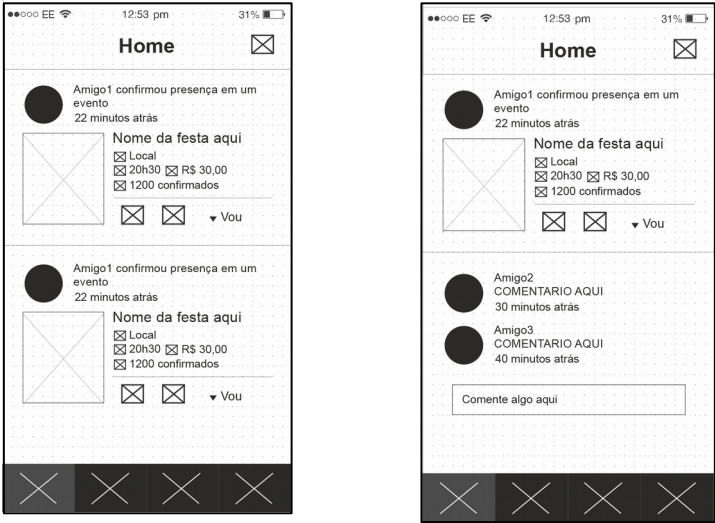 EE 12:53 pm 31%
Home
Amigo1 confirmou presença em um
evento
22 minutos atrás
Nome da festa aqui
Local
20h30 R$ 30,00
1200 confirmados
Vou
Amigo1 confirmou presença em um
evento
22 minutos atrás
Nome da festa aqui
Local
20h30 R$ 30,00
1200 confirmados
Vou
EE 12:53 pm 31%
Home
Amigo1 confirmou presença em um
evento
22 minutos atrás
Nome da festa aqui
Local
20h30 R$ 30,00
1200 confirmados
Vou
Amigo2
COMENTARIO AQUI
30 minutos atrás
Amigo3
COMENTARIO AQUI
40 minutos atrás
Comente algo aqui